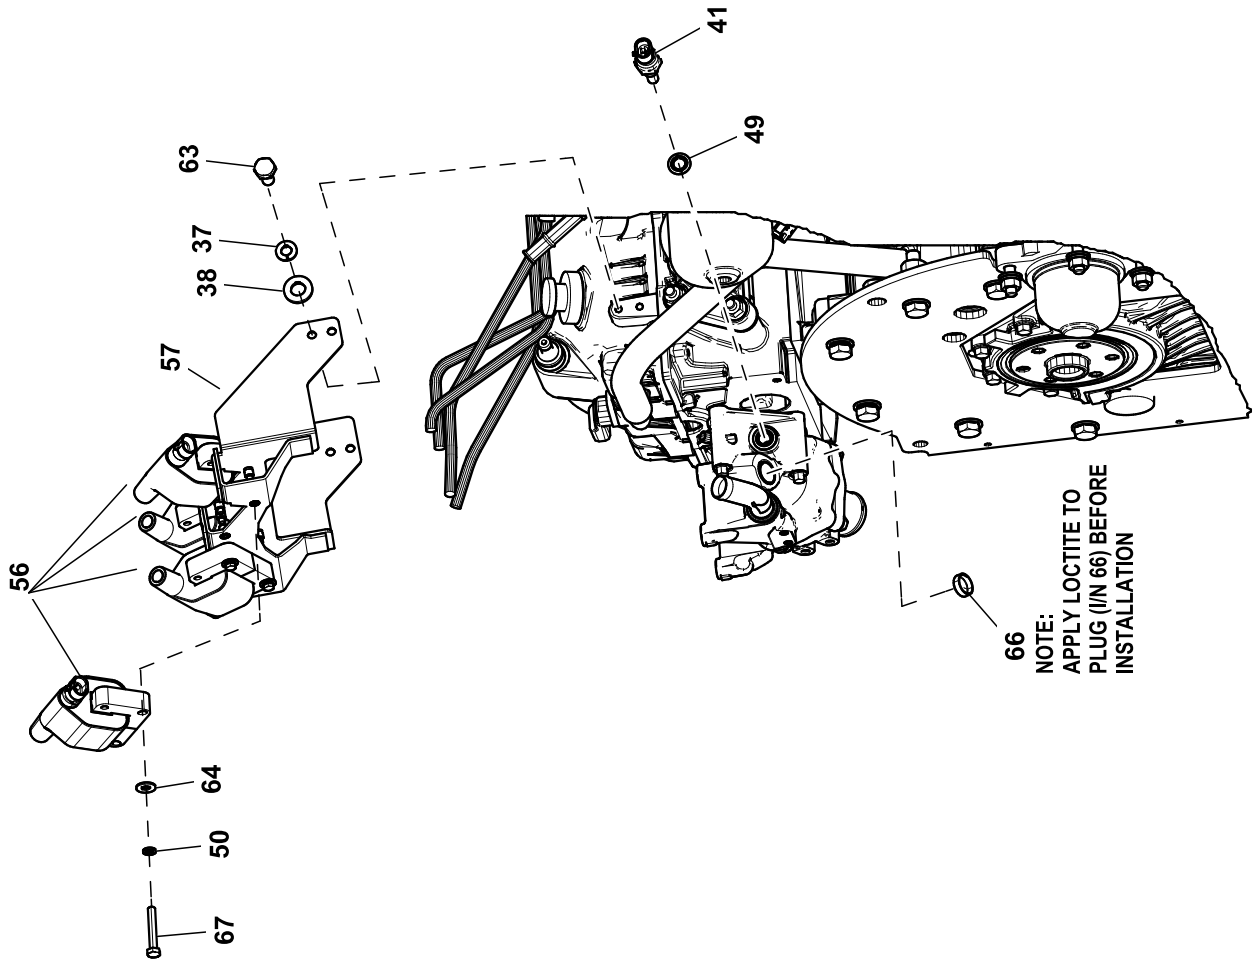 41
49
63
37
38
57
56
64
50
67
66
NOTE:
APPLY LOCTITE TO
PLUG (I/N 66) BEFORE
INSTALLATION